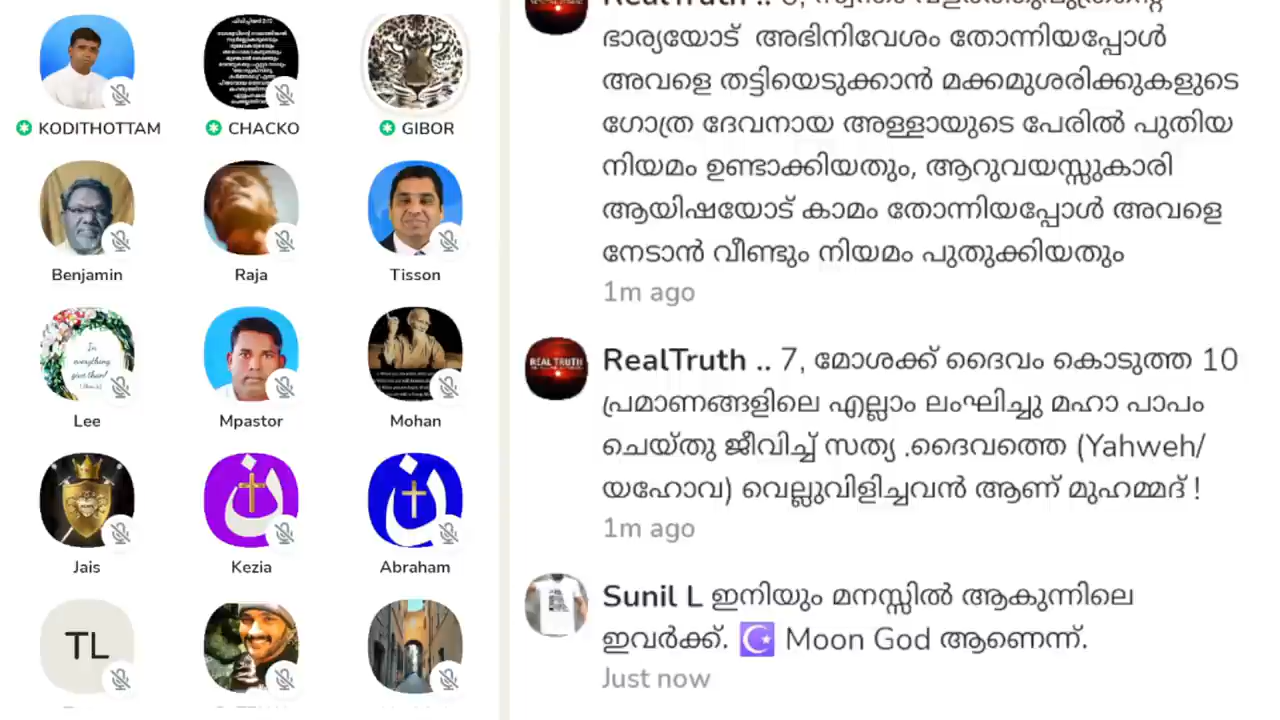 KODITHOTTAM
CHACKO
GIBOR
Benjamin
Raja
Tisson
Lee
Mpastor
Mohan
Jais
Kezia
Abraham
TL
ഭാര്യയോട് അഭിനിവേശം തോന്നിയപ്പോൾ
അവളെ തട്ടിയെടുക്കാൻ മക്കമുശരിക്കുകളുടെ
ഗോത്ര ദേവനായ അള്ളായുടെ പേരിൽ പുതിയ
നിയമം ഉണ്ടാക്കിയതും, ആറുവയസ്സുകാരി
ആയിഷയോട് കാമം തോന്നിയപ്പോൾ അവളെ
നേടാൻ വീണ്ടും നിയമം പുതുക്കിയതും
1m ago
REAL TRUTH
RealTruth .. 7, മോശക്ക് ദൈവം കൊടുത്ത 10
പ്രമാണങ്ങളിലെ എല്ലാം ലംഘിച്ചു മഹാ പാപം
ചെയ്തു ജീവിച്ച് സത്യ .ദൈവത്തെ (Yahweh/
യഹോവ) വെല്ലുവിളിച്ചവൻ ആണ് മുഹമ്മദ് !
1m ago
Sunil L ഇനിയും മനസ്സിൽ ആകുന്നിലെ
ഇവർക്ക്. ☪ Moon God ആണെന്ന്.
Just now